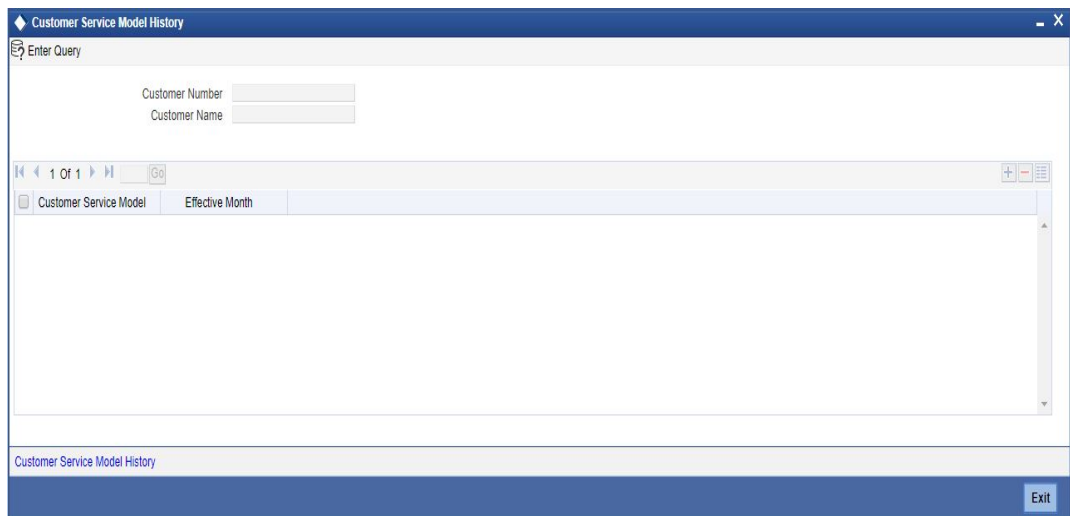 Customer Service Model History
Enter Query
Customer Number
Customer Name
1 Of 1 Go
Customer Service Model Effective Month
Customer Service Model History
Exit